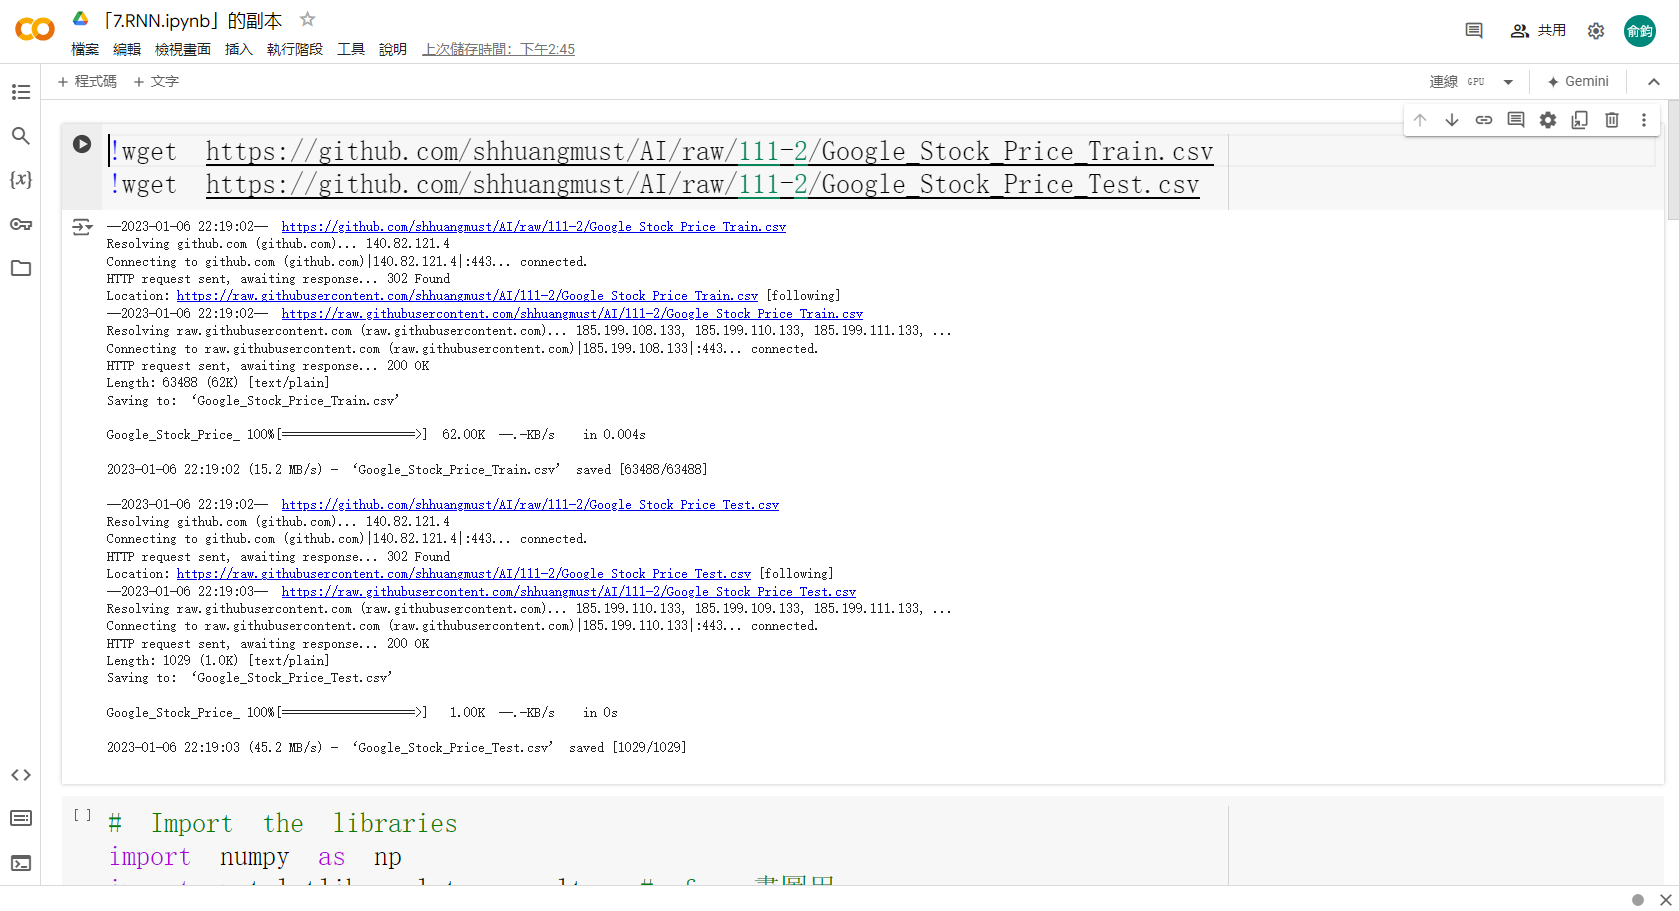 「7.RNN.ipynb」的副本
檔案 編輯 檢視畫面 插入 執行階段 工具 說明 上次儲存時間：下午2:45
共用
俞鈞
+ 程式碼 + 文字
連線 GPU
Gemini
!wget https://github.com/shhuangmust/AI/raw/111-2/Google_Stock_Price_Train.csv
!wget https://github.com/shhuangmust/AI/raw/111-2/Google_Stock_Price_Test.csv
--2023-01-06 22:19:02-- https://github.com/shhuangmust/AI/raw/111-2/Google_Stock_Price_Train.csv
Resolving github.com (github.com)... 140.82.121.4
Connecting to github.com (github.com)|140.82.121.4|:443... connected.
HTTP request sent, awaiting response... 302 Found
Location: https://raw.githubusercontent.com/shhuangmust/AI/111-2/Google_Stock_Price_Train.csv [following]
--2023-01-06 22:19:02-- https://raw.githubusercontent.com/shhuangmust/AI/111-2/Google_Stock_Price_Train.csv
Resolving raw.githubusercontent.com (raw.githubusercontent.com)... 185.199.108.133, 185.199.110.133, 185.199.111.133, ...
Connecting to raw.githubusercontent.com (raw.githubusercontent.com)|185.199.108.133|:443... connected.
HTTP request sent, awaiting response... 200 OK
Length: 63488 (62K) [text/plain]
Saving to: ‘Google_Stock_Price_Train.csv’
Google_Stock_Price_ 100%[===================>] 62.00K --.-KB/s in 0.004s
2023-01-06 22:19:02 (15.2 MB/s) - ‘Google_Stock_Price_Train.csv’ saved [63488/63488]
--2023-01-06 22:19:02-- https://github.com/shhuangmust/AI/raw/111-2/Google_Stock_Price_Test.csv
Resolving github.com (github.com)... 140.82.121.4
Connecting to github.com (github.com)|140.82.121.4|:443... connected.
HTTP request sent, awaiting response... 302 Found
Location: https://raw.githubusercontent.com/shhuangmust/AI/111-2/Google_Stock_Price_Test.csv [following]
--2023-01-06 22:19:03-- https://raw.githubusercontent.com/shhuangmust/AI/111-2/Google_Stock_Price_Test.csv
Resolving raw.githubusercontent.com (raw.githubusercontent.com)... 185.199.110.133, 185.199.109.133, 185.199.111.133, ...
Connecting to raw.githubusercontent.com (raw.githubusercontent.com)|185.199.110.133|:443... connected.
HTTP request sent, awaiting response... 200 OK
Length: 1029 (1.0K) [text/plain]
Saving to: ‘Google_Stock_Price_Test.csv’
Google_Stock_Price_ 100%[===================>] 1.00K --.-KB/s in 0s
2023-01-06 22:19:03 (45.2 MB/s) - ‘Google_Stock_Price_Test.csv’ saved [1029/1029]
[ ] # Import the libraries
import numpy as np